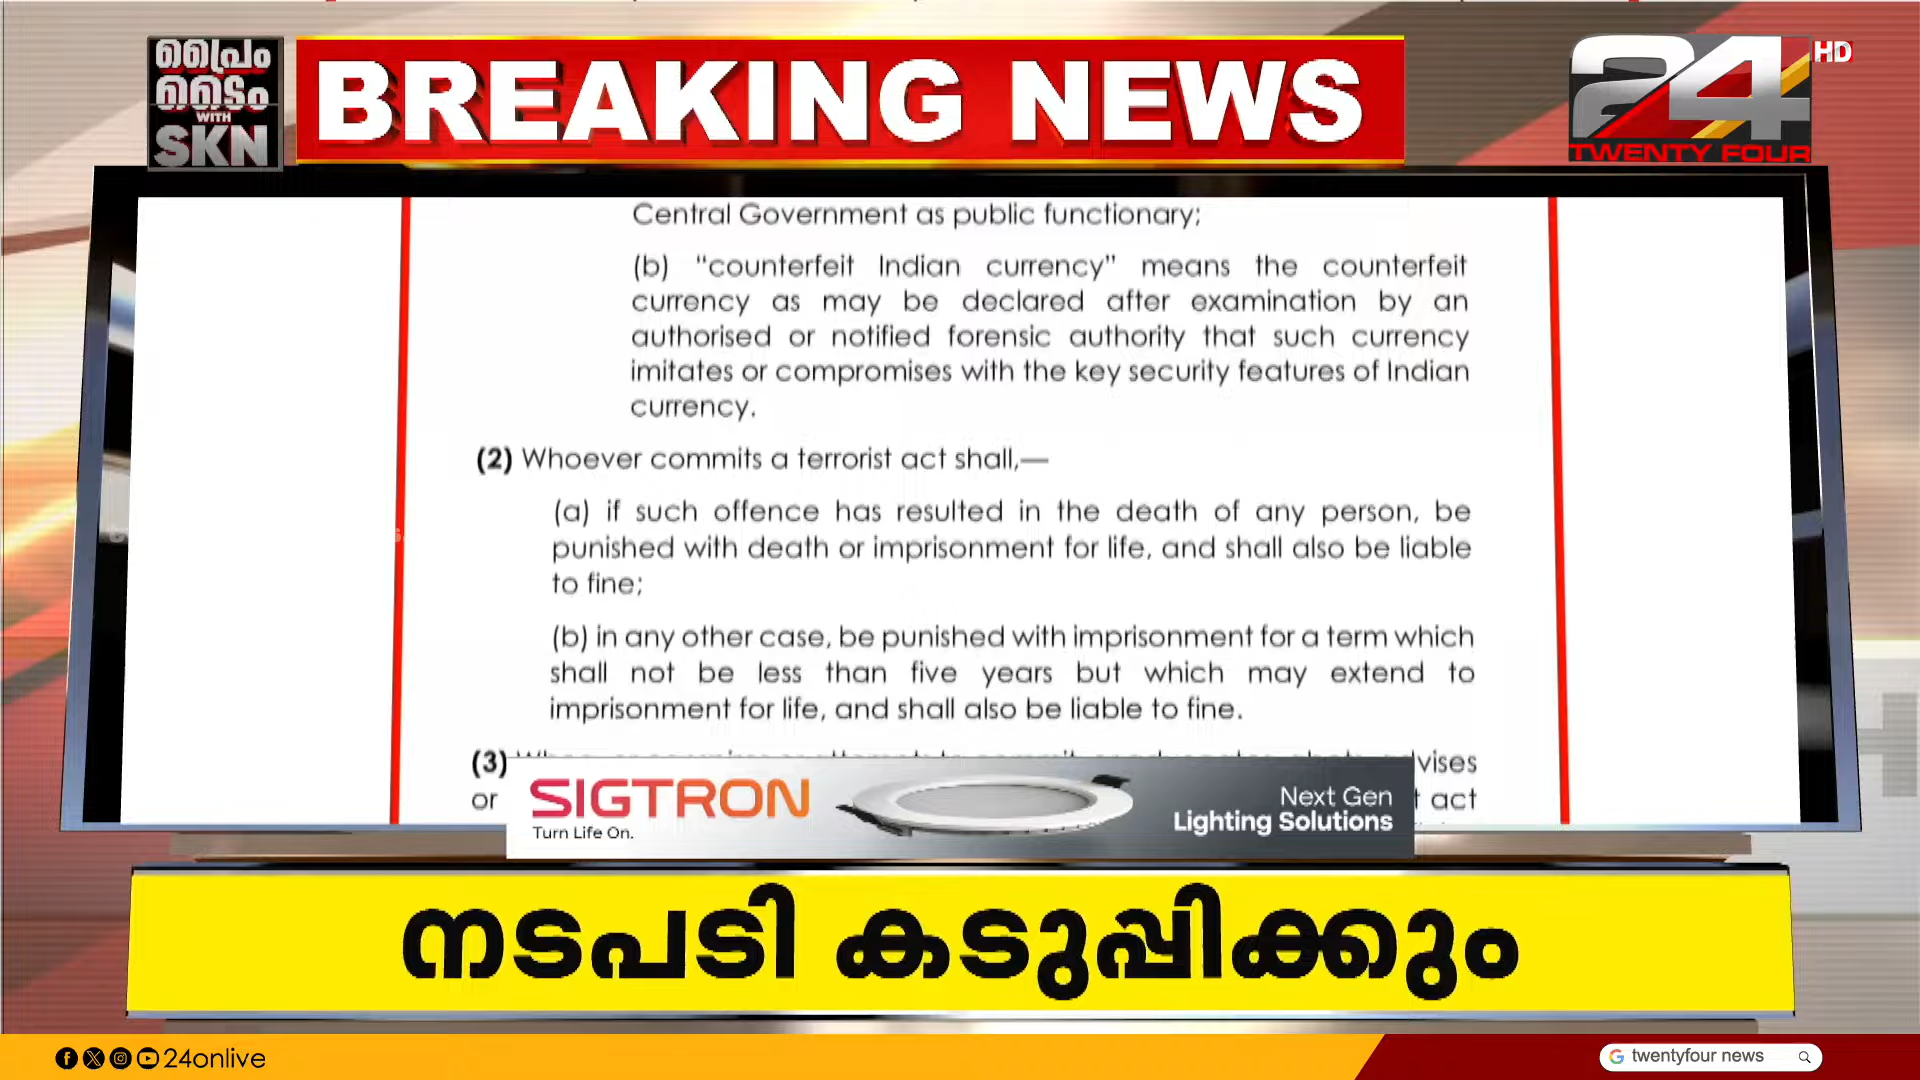 പ്രൈം
ടൈം
WITH
SKN
BREAKING NEWS
24 HD
TWENTY FOUR
Central Government as public functionary;
(b) “counterfeit Indian currency” means the counterfeit
currency as may be declared after examination by an
authorised or notified forensic authority that such currency
imitates or compromises with the key security features of Indian
currency.
(2) Whoever commits a terrorist act shall,—
(a) if such offence has resulted in the death of any person, be
punished with death or imprisonment for life, and shall also be liable
to fine;
(b) in any other case, be punished with imprisonment for a term which
shall not be less than five years but which may extend to
imprisonment for life, and shall also be liable to fine.
(3)
or act
SIGTRON
Turn Life On.
Next Gen
Lighting Solutions
നടപടി കടുപ്പിക്കും
24onlive
twentyfour news